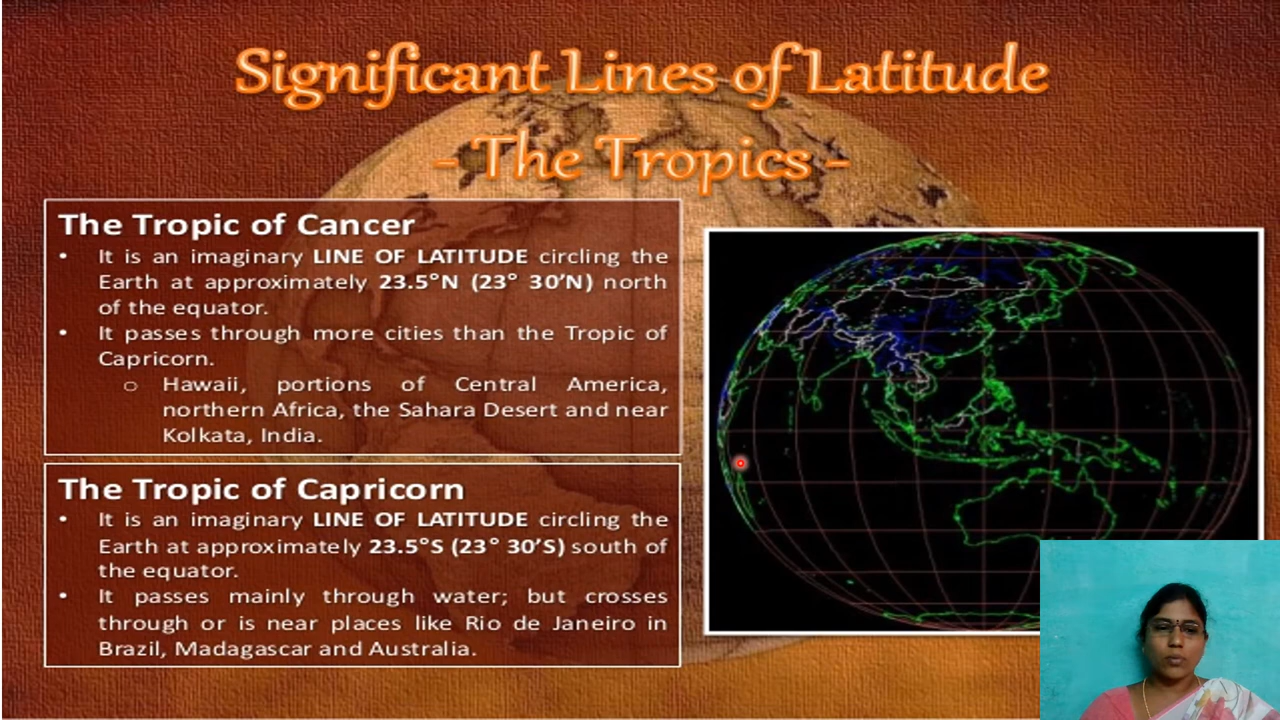 Significant Lines of Latitude
- The Tropics -
The Tropic of Cancer
• It is an imaginary LINE OF LATITUDE circling the
Earth at approximately 23.5°N (23° 30’N) north
of the equator.
• It passes through more cities than the Tropic of
Capricorn.
o Hawaii, portions of Central America,
northern Africa, the Sahara Desert and near
Kolkata, India.
The Tropic of Capricorn
• It is an imaginary LINE OF LATITUDE circling the
Earth at approximately 23.5°S (23° 30’S) south of
the equator.
• It passes mainly through water; but crosses
through or is near places like Rio de Janeiro in
Brazil, Madagascar and Australia.